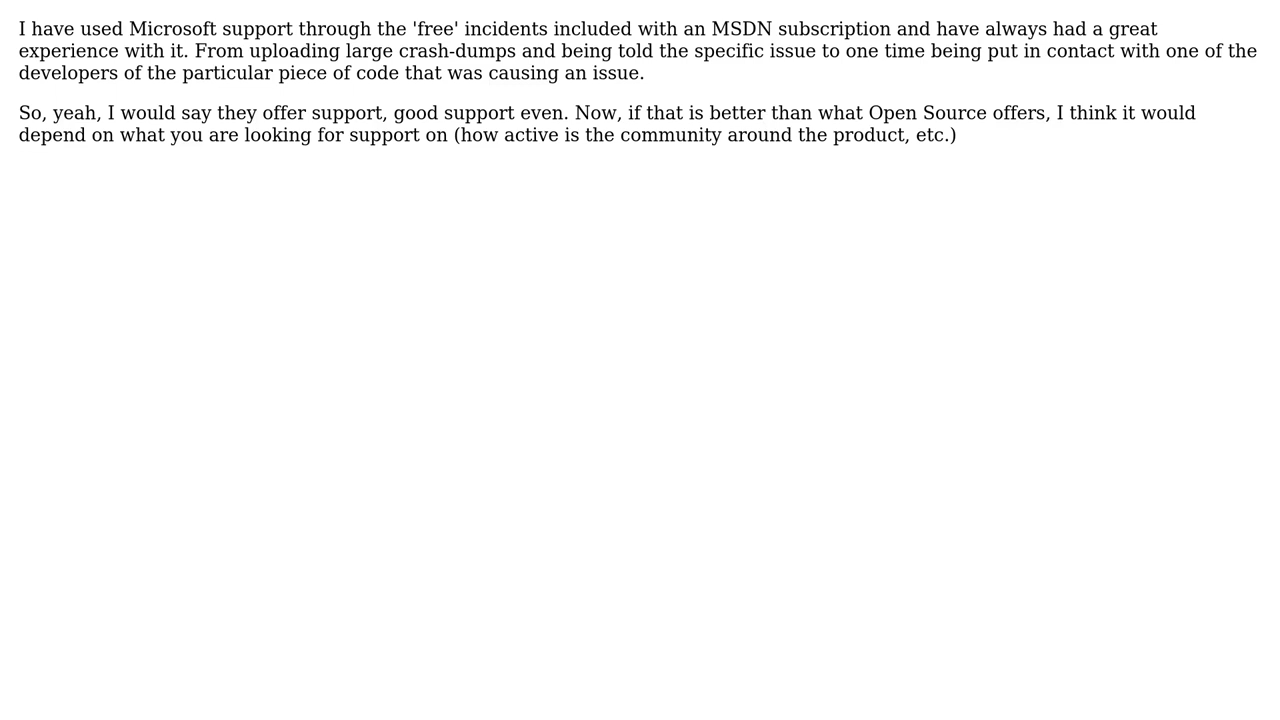 I have used Microsoft support through the 'free' incidents included with an MSDN subscription and have always had a great
experience with it. From uploading large crash-dumps and being told the specific issue to one time being put in contact with one of the
developers of the particular piece of code that was causing an issue.
So, yeah, I would say they offer support, good support even. Now, if that is better than what Open Source offers, I think it would
depend on what you are looking for support on (how active is the community around the product, etc.)